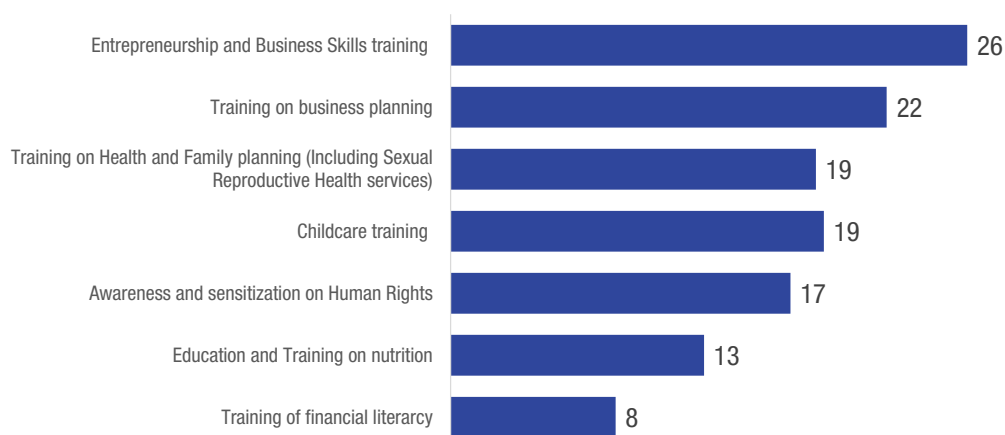 Entrepreneurship and Business Skills training 26
Training on business planning 22
Training on Health and Family planning (Including Sexual
Reproductive Health services) 19
Childcare training 19
Awareness and sensitization on Human Rights 17
Education and Training on nutrition 13
Training of financial literarcy 8